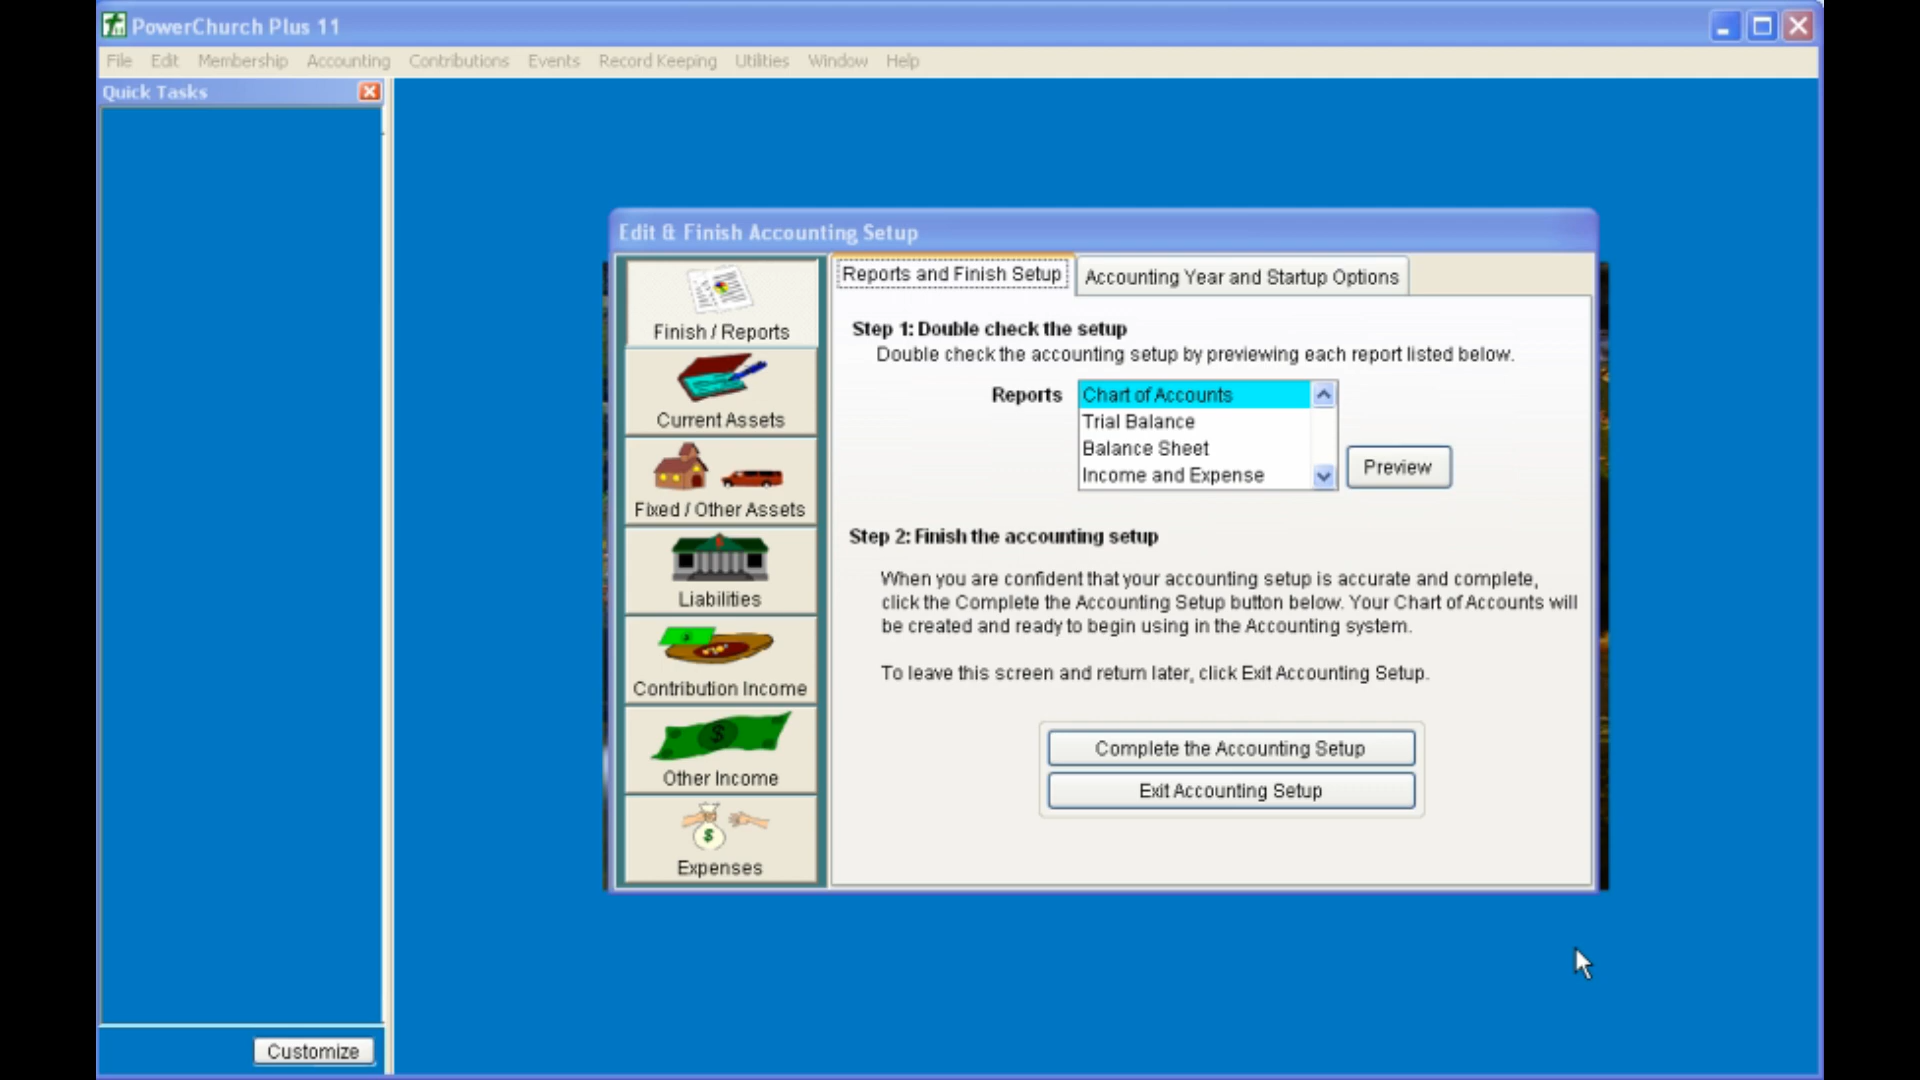 PowerChurch Plus 11
File Edit Membership Accounting Contributions Events Record Keeping Utilities Window Help
Quick Tasks
Customize
Edit & Finish Accounting Setup
Finish / Reports
Current Assets
Fixed / Other Assets
Liabilities
Contribution Income
Other Income
Expenses
Reports and Finish Setup
Accounting Year and Startup Options
Step 1: Double check the setup
Double check the accounting setup by previewing each report listed below.
Reports
Chart of Accounts
Trial Balance
Balance Sheet
Income and Expense
Preview
Step 2: Finish the accounting setup
When you are confident that your accounting setup is accurate and complete,
click the Complete the Accounting Setup button below. Your Chart of Accounts will
be created and ready to begin using in the Accounting system.
To leave this screen and return later, click Exit Accounting Setup.
Complete the Accounting Setup
Exit Accounting Setup